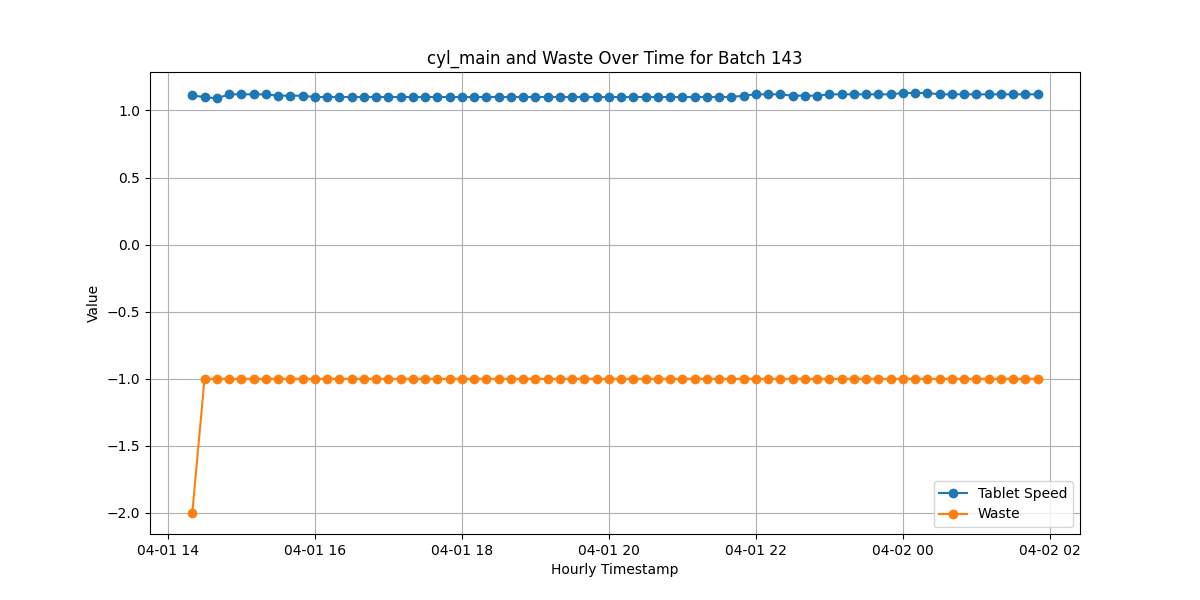 cyl_main and Waste Over Time for Batch 143
Value
1.0
0.5
0.0
−0.5
−1.0
−1.5
−2.0
Tablet Speed
Waste
04-01 14
04-01 16
04-01 18
04-01 20
04-01 22
04-02 00
04-02 02
Hourly Timestamp